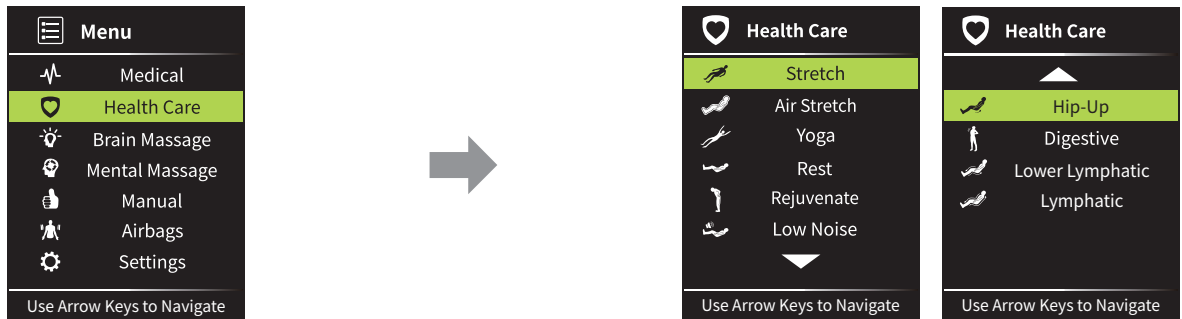 Menu
Medical
Health Care
Brain Massage
Mental Massage
Manual
Airbags
Settings
Use Arrow Keys to Navigate
Health Care
Stretch
Air Stretch
Yoga
Rest
Rejuvenate
Low Noise
Use Arrow Keys to Navigate
Health Care
Hip-Up
Digestive
Lower Lymphatic
Lymphatic
Use Arrow Keys to Navigate